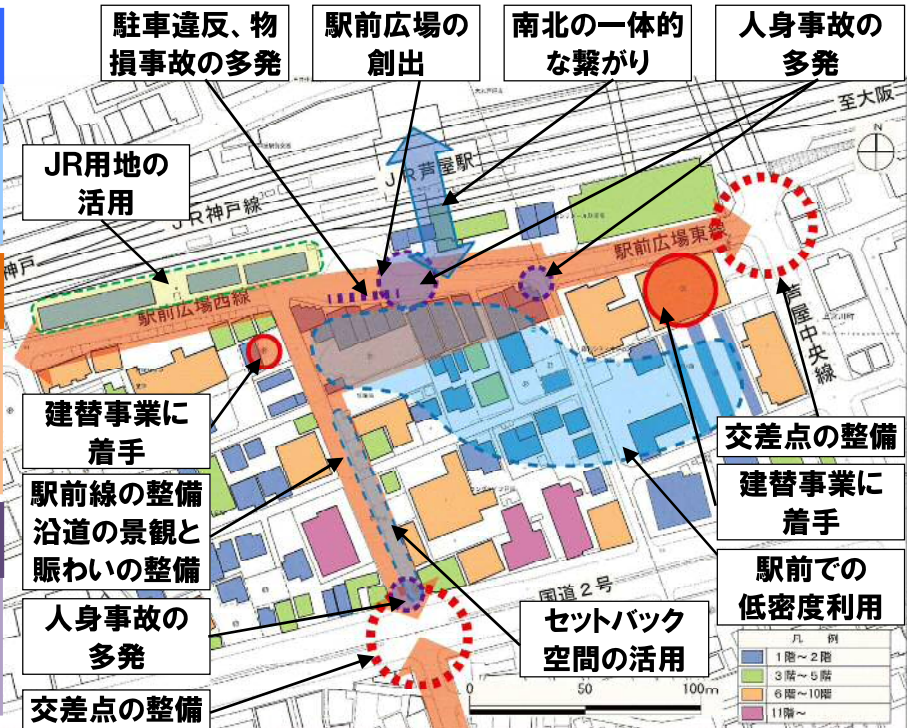 駐車違反、物
損事故の多発
駅前広場の
創出
南北の一体的
な繋がり
人身事故の
多発
至大阪
N
JR芦屋駅
JR用地の
活用
JR神戸線
神戸
駅前広場東線
駅前広場西線
芦屋中央線
建替事業に
着手
交差点の整備
駅前線の整備
沿道の景観と
賑わいの整備
建替事業に
着手
人身事故の
多発
国道2号
セットバック
空間の活用
駅前での
低密度利用
交差点の整備
0 50 100m
凡 例
1階～2階
3階～5階
6階～10階
11階～